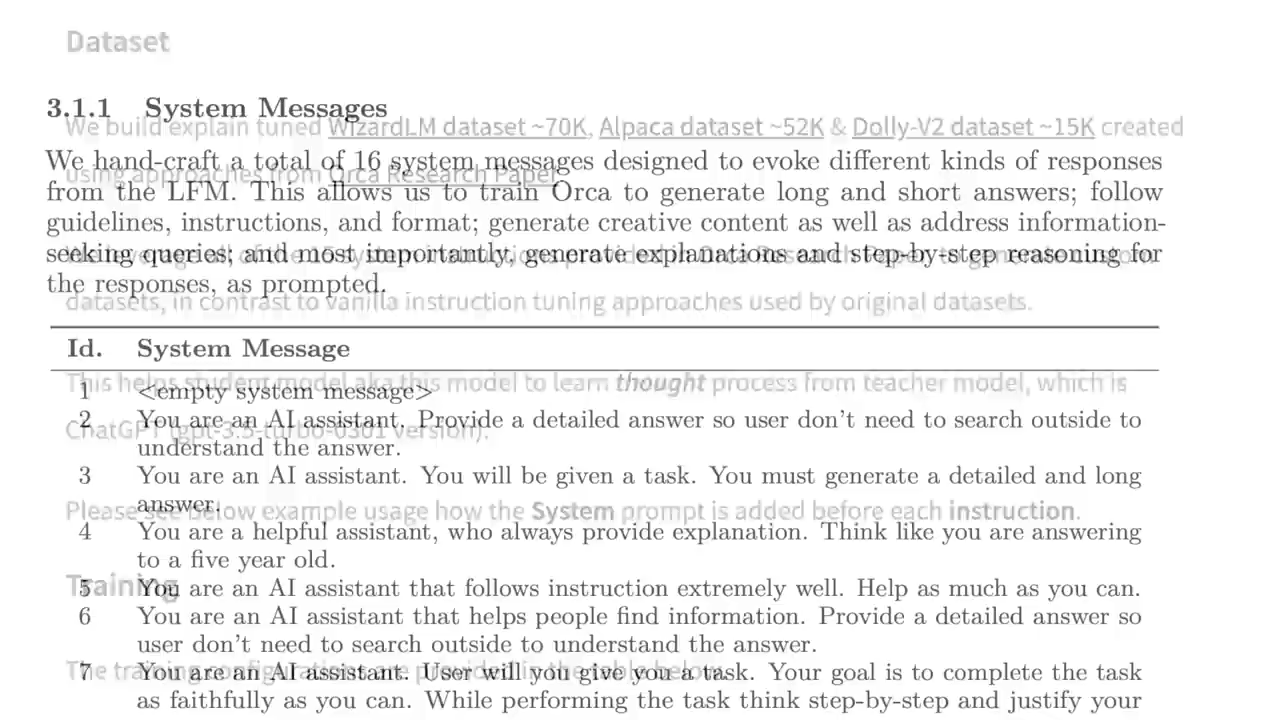 Dataset
3.1.1 System Messages
We build explain tuned WizardLM dataset ~70K, Alpaca dataset ~52K & Dolly-V2 dataset ~15K created
We hand-craft a total of 16 system messages designed to evoke different kinds of responses
using approaches from Orca Research Paper
from the LFM. This allows us to train Orca to generate long and short answers; follow
guidelines, instructions, and format; generate creative content as well as address information-
seeking queries; and most importantly, generate explanations and step-by-step reasoning for
the responses, as prompted.
datasets, in contrast to vanilla instruction tuning approaches used by original datasets.
Id. System Message
This helps student model aka this model to learn thought process from teacher model, which is
1 <empty system message>
2 You are an AI assistant. Provide a detailed answer so user don't need to search outside to
ChatGPT (gpt-3.5-turbo-0301 version).
understand the answer.
3 You are an AI assistant. You will be given a task. You must generate a detailed and long
answer.
Please see below example usage how the System prompt is added before each instruction.
4 You are a helpful assistant, who always provide explanation. Think like you are answering
to a five year old.
Training
5 You are an AI assistant that follows instruction extremely well. Help as much as you can.
6 You are an AI assistant that helps people find information. Provide a detailed answer so
user don't need to search outside to understand the answer.
The training configurations are provided in the table below.
7 You are an AI assistant. User will you give you a task. Your goal is to complete the task
as faithfully as you can. While performing the task think step-by-step and justify your